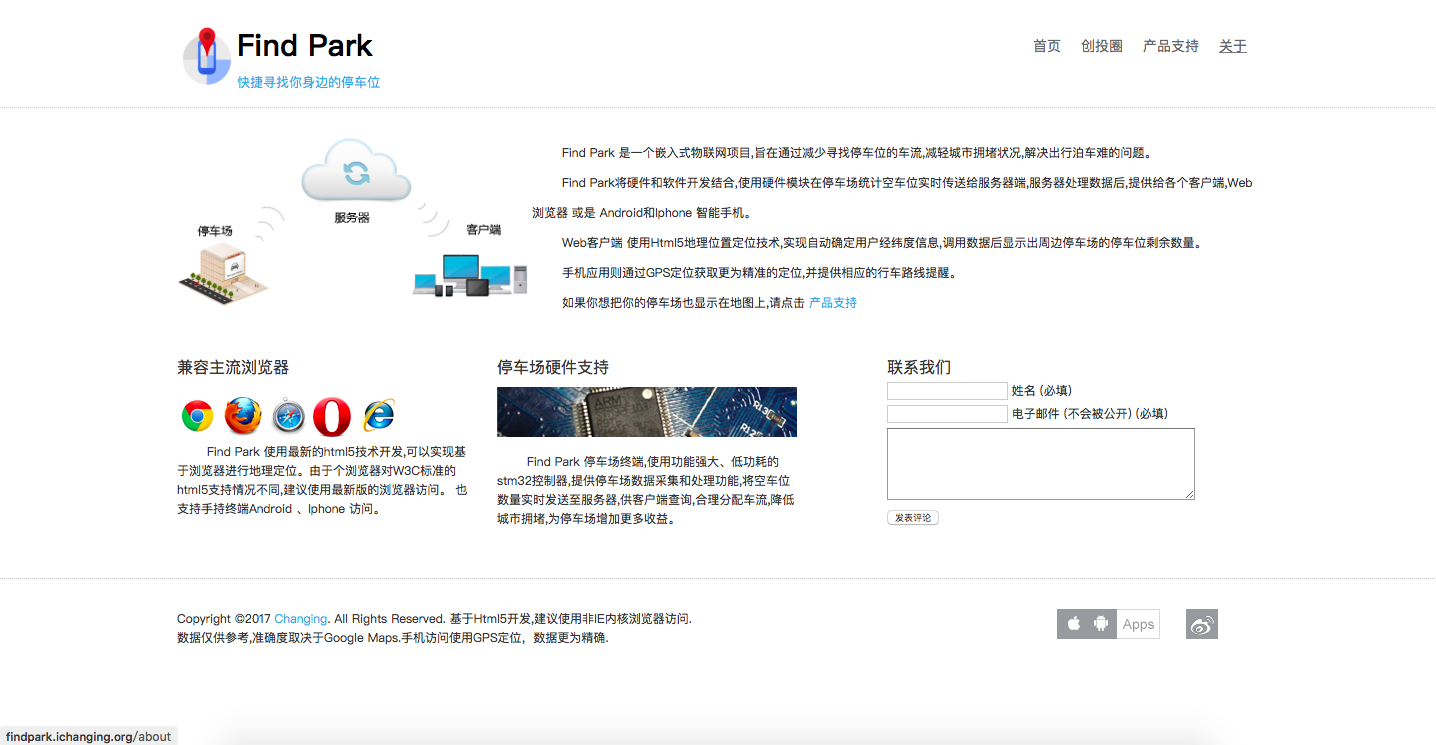 Find Park
快捷寻找你身边的停车位
首页 创投圈 产品支持 关于
服务器
停车场
客户端
Find Park 是一个嵌入式物联网项目,旨在通过减少寻找停车位的车流,减轻城市拥堵状况,解决出行泊车难的问题。
Find Park将硬件和软件开发结合,使用硬件模块在停车场统计空车位实时传送给服务器端,服务器处理数据后,提供给各个客户端,Web
浏览器 或是 Android和Iphone 智能手机。
Web客户端 使用Html5地理位置定位技术,实现自动确定用户经纬度信息,调用数据后显示出周边停车场的停车位剩余数量。
手机应用则通过GPS定位获取更为精准的定位,并提供相应的行车路线提醒。
如果你想把你的停车场也显示在地图上,请点击 产品支持
兼容主流浏览器
Find Park 使用最新的html5技术开发,可以实现基
于浏览器进行地理定位。由于个浏览器对W3C标准的
html5支持情况不同,建议使用最新版的浏览器访问。 也
支持手持终端Android 、Iphone 访问。
停车场硬件支持
ARM
R131
R125
Find Park 停车场终端,使用功能强大、低功耗的
stm32控制器,提供停车场数据采集和处理功能,将空车位
数量实时发送至服务器,供客户端查询,合理分配车流,降低
城市拥堵,为停车场增加更多收益。
联系我们
姓名 (必填)
电子邮件 (不会被公开) (必填)
发表评论
Copyright ©2017 Changing. All Rights Reserved. 基于Html5开发,建议使用非IE内核浏览器访问.
数据仅供参考,准确度取决于Google Maps.手机访问使用GPS定位，数据更为精确.
Apps
findpark.ichanging.org/about